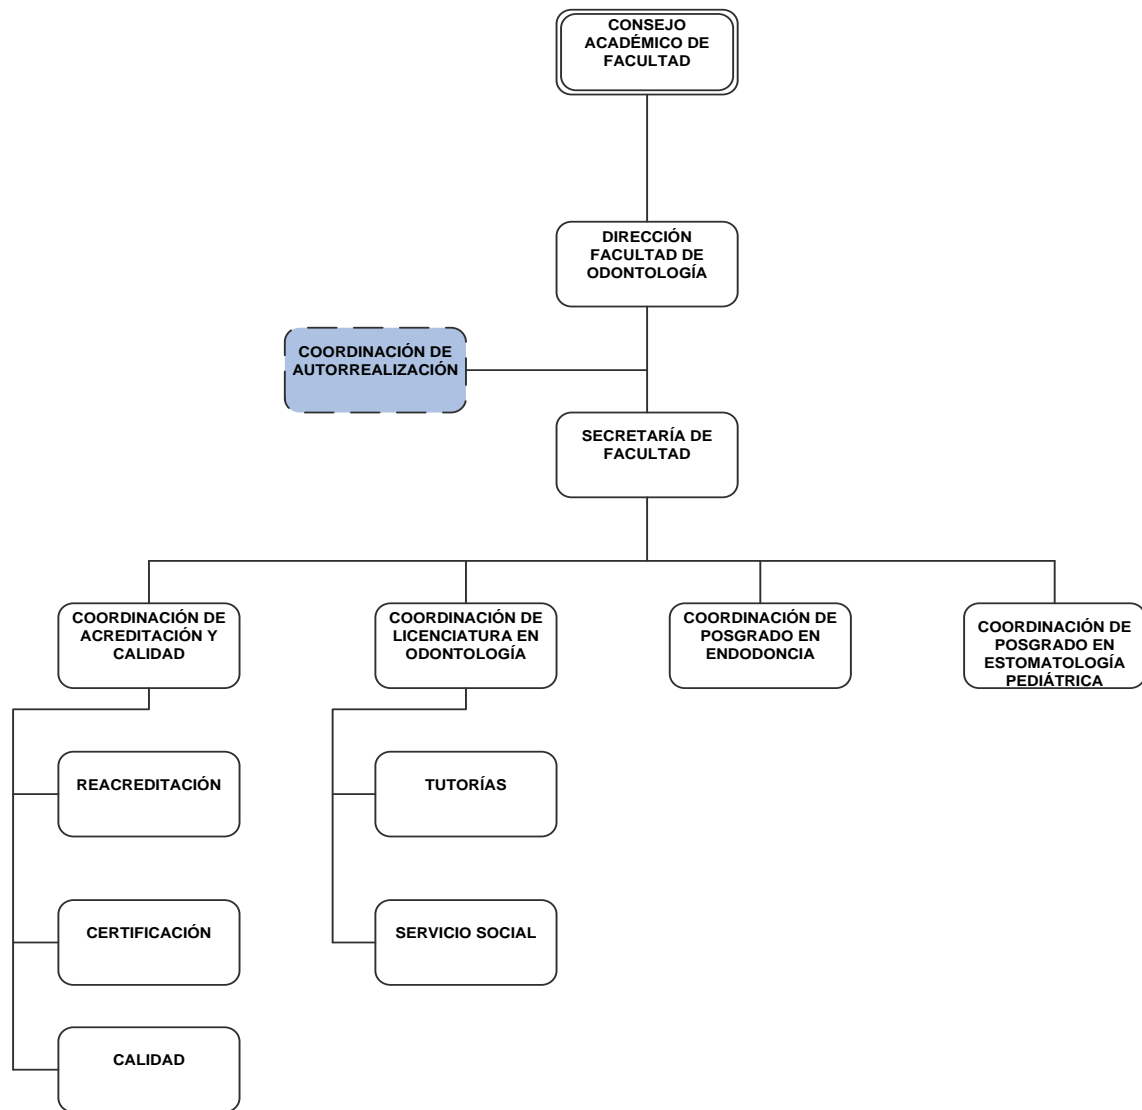 CONSEJO
ACADÉMICO DE
FACULTAD
DIRECCIÓN
FACULTAD DE
ODONTOLOGÍA
COORDINACIÓN DE
AUTORREALIZACIÓN
SECRETARÍA DE
FACULTAD
COORDINACIÓN DE
ACREDITACIÓN Y
CALIDAD
COORDINACIÓN DE
LICENCIATURA EN
ODONTOLOGÍA
COORDINACIÓN DE
POSGRADO EN
ENDODONCIA
COORDINACIÓN DE
POSGRADO EN
ESTOMATOLOGÍA
PEDIÁTRICA
REACREDITACIÓN
TUTORÍAS
CERTIFICACIÓN
SERVICIO SOCIAL
CALIDAD